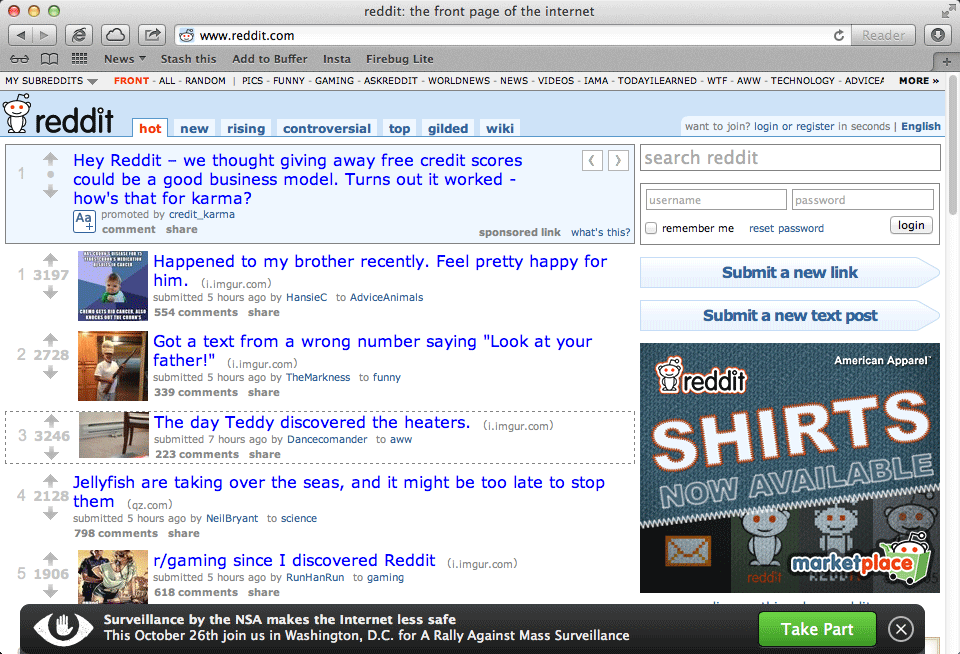 reddit: the front page of the internet
www.reddit.com
Reader
News
Stash this
Add to Buffer
Insta
Firebug Lite
MY SUBREDDITS
FRONT - ALL - RANDOM | PICS - FUNNY - GAMING - ASKREDDIT - WORLDNEWS - NEWS - VIDEOS - IAMA - TODAYILEARNED - WTF - AWW - TECHNOLOGY - ADVICEA
MORE »
reddit
hot
new
rising
controversial
top
gilded
wiki
want to join? login or register in seconds | English
1
Hey Reddit – we thought giving away free credit scores
could be a good business model. Turns out it worked -
how's that for karma?
Aa+
promoted by credit_karma
comment share
sponsored link what's this?
search reddit
username
password
remember me
reset password
login
Submit a new link
Submit a new text post
1
3197
Happened to my brother recently. Feel pretty happy for
him. (i.imgur.com)
submitted 5 hours ago by HansieC to AdviceAnimals
554 comments share
2
2728
Got a text from a wrong number saying "Look at your
father!" (i.imgur.com)
submitted 5 hours ago by TheMarkness to funny
339 comments share
3
3246
The day Teddy discovered the heaters. (i.imgur.com)
submitted 7 hours ago by Dancecomander to aww
223 comments share
4
2128
Jellyfish are taking over the seas, and it might be too late to stop
them (qz.com)
submitted 5 hours ago by NeilBryant to science
798 comments share
5
1906
r/gaming since I discovered Reddit (i.imgur.com)
submitted 5 hours ago by RunHanRun to gaming
618 comments share
American Apparel
reddit
SHIRTS
NOW AVAILABLE
reddit
marketplace
Surveillance by the NSA makes the Internet less safe
This October 26th join us in Washington, D.C. for A Rally Against Mass Surveillance
Take Part